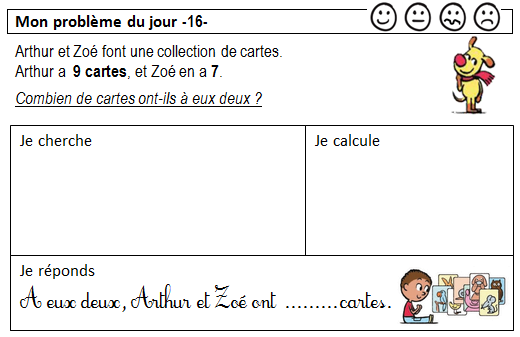 Mon problème du jour -16-
Arthur et Zoé font une collection de cartes.
Arthur a 9 cartes, et Zoé en a 7.
Combien de cartes ont-ils à eux deux ?
Je cherche
Je calcule
Je réponds
A eux deux, Arthur et Zoé ont .........cartes.